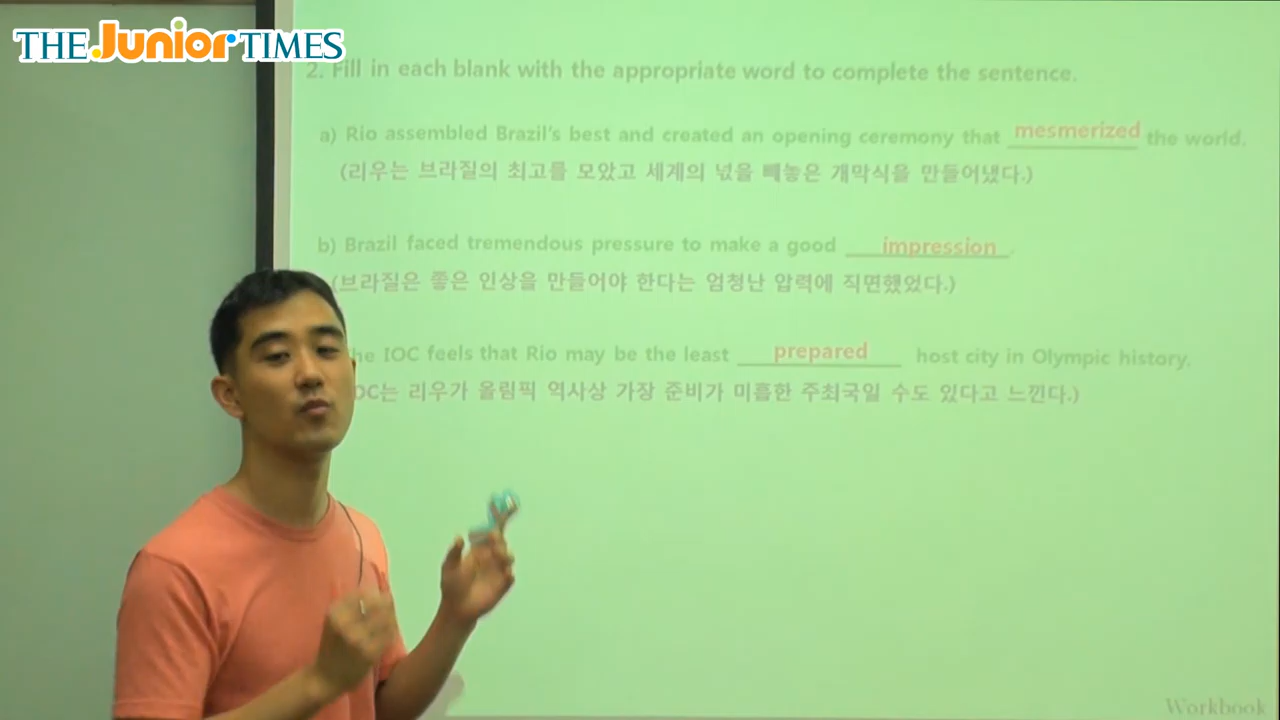 THE Junior TIMES
2. Fill in each blank with the appropriate word to complete the sentence.
a) Rio assembled Brazil's best and created an opening ceremony that mesmerized the world.
(리우는 브라질의 최고를 모았고 세계의 넋을 빼놓은 개막식을 만들어냈다.)
b) Brazil faced tremendous pressure to make a good impression.
(브라질은 좋은 인상을 만들어야 한다는 엄청난 압력에 직면했었다.)
he IOC feels that Rio may be the least prepared host city in Olympic history.
OC는 리우가 올림픽 역사상 가장 준비가 미흡한 주최국일 수도 있다고 느낀다.)
Workbook